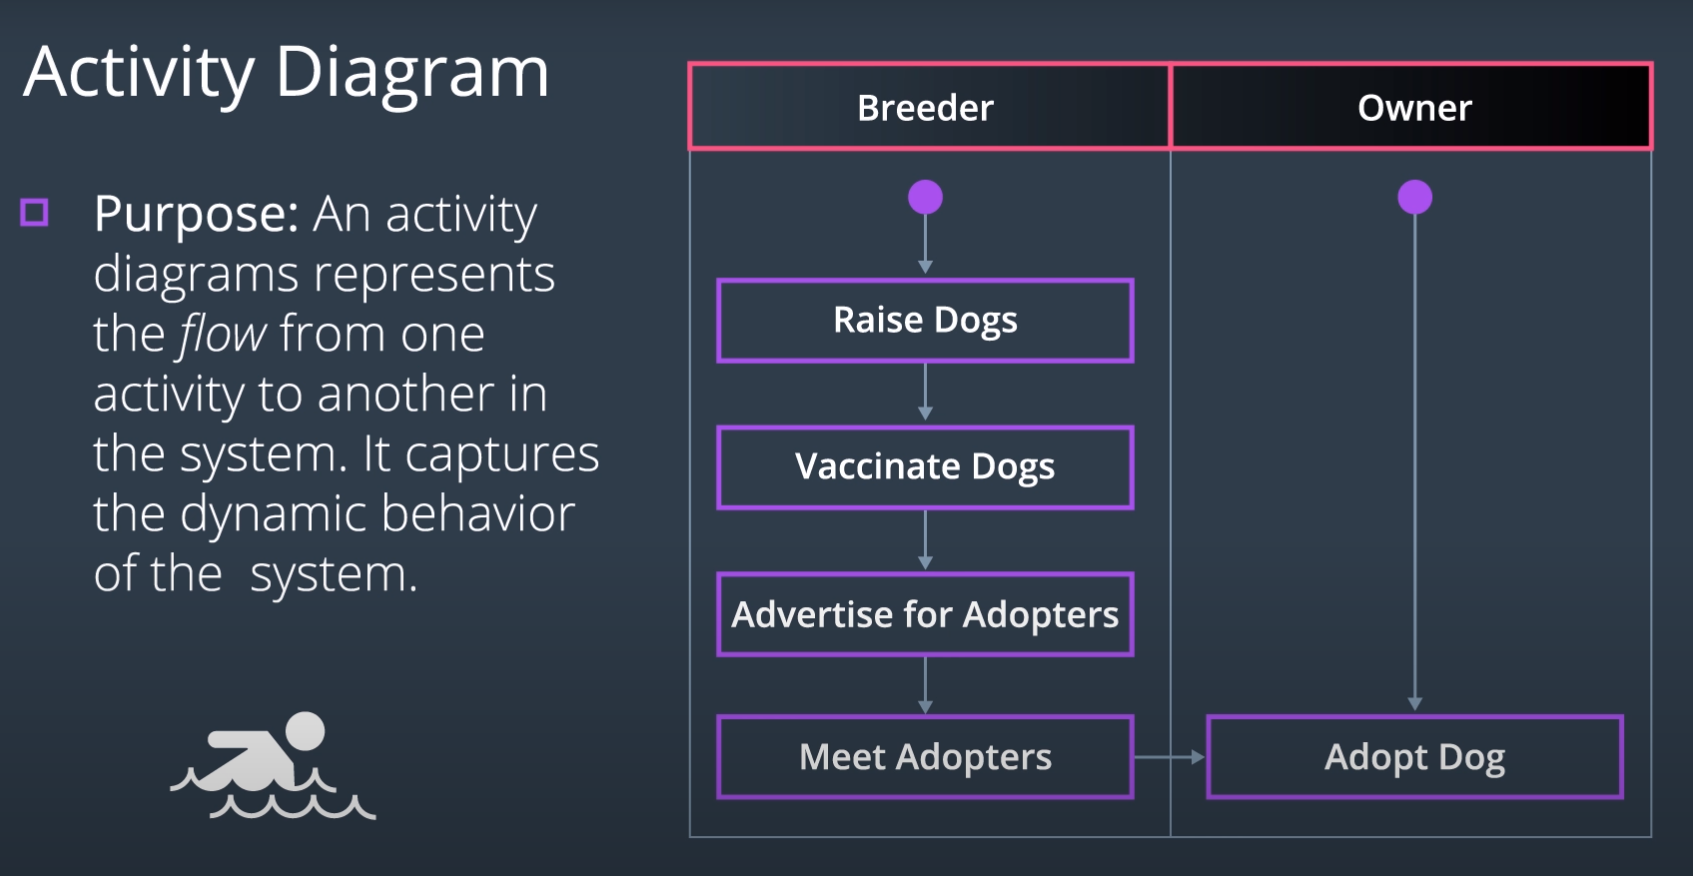 Activity Diagram
Purpose: An activity
diagrams represents
the flow from one
activity to another in
the system. It captures
the dynamic behavior
of the  system.
Breeder
Owner
Raise Dogs
Vaccinate Dogs
Advertise for Adopters
Meet Adopters
Adopt Dog